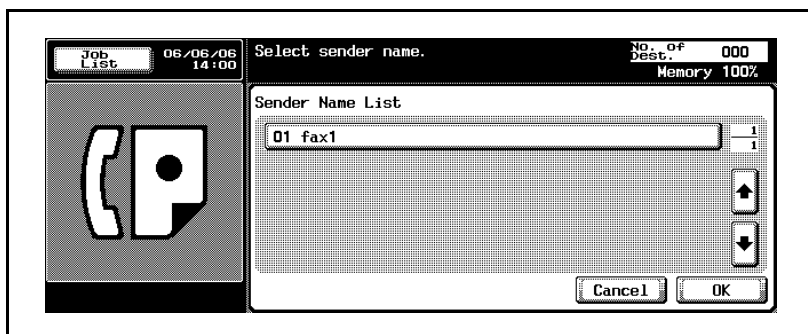 Job
List
06/06/06
14:00
Select sender name.
No. of
Dest.
000
Memory 100%
Sender Name List
01 fax1
1
1
Cancel
OK